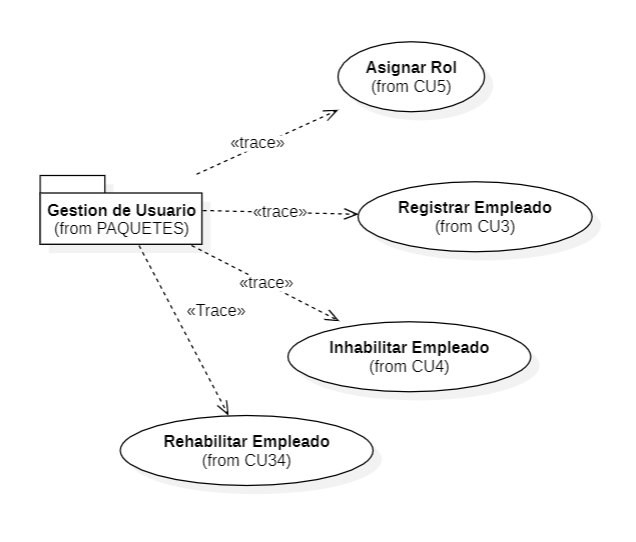 Asignar Rol
(from CU5)
«trace»
Gestion de Usuario
(from PAQUETES)
«trace»
Registrar Empleado
(from CU3)
«trace»
«Trace»
Inhabilitar Empleado
(from CU4)
Rehabilitar Empleado
(from CU34)